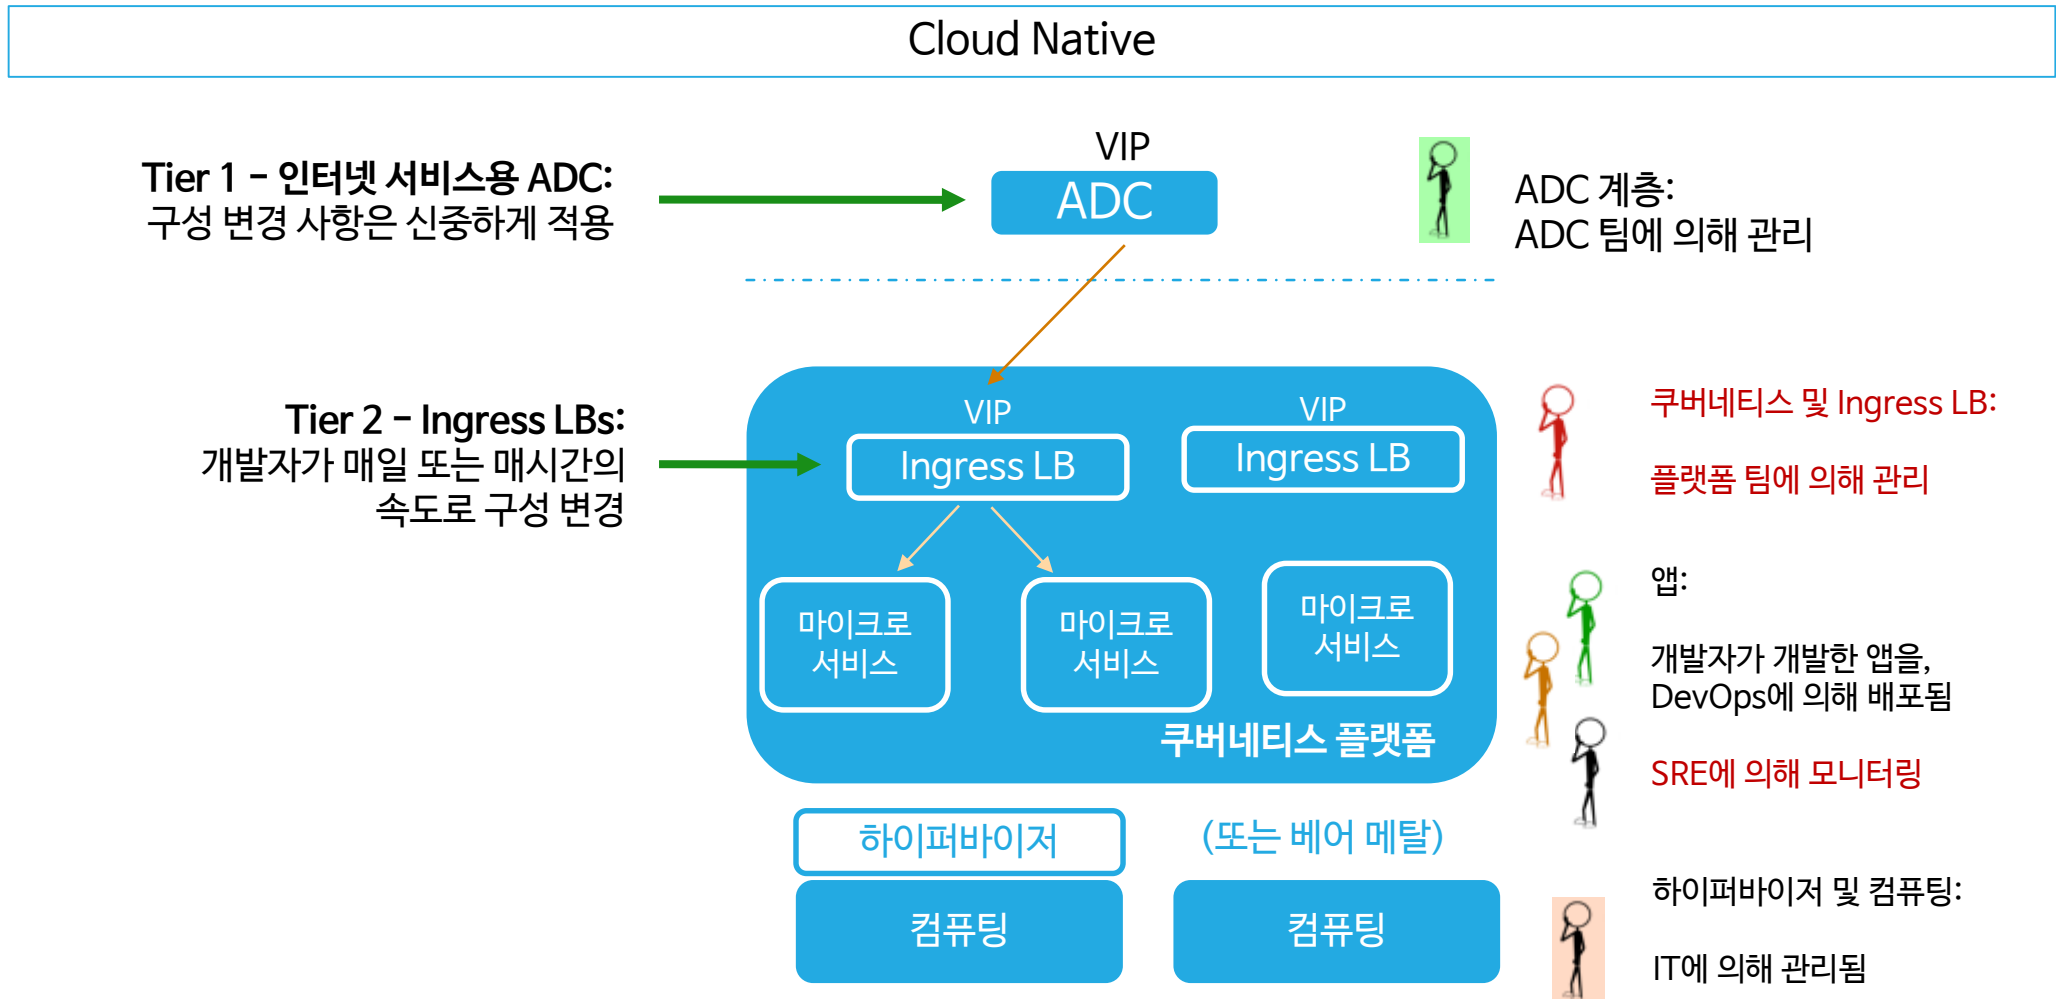 Cloud Native
Tier 1 – 인터넷 서비스용 ADC:
구성 변경 사항은 신중하게 적용
VIP
ADC
ADC 계층:
ADC 팀에 의해 관리
Tier 2 – Ingress LBs:
개발자가 매일 또는 매시간의
속도로 구성 변경
VIP
Ingress LB
VIP
Ingress LB
쿠버네티스 및 Ingress LB:
플랫폼 팀에 의해 관리
마이크로
서비스
마이크로
서비스
마이크로
서비스
쿠버네티스 플랫폼
앱:
개발자가 개발한 앱을,
DevOps에 의해 배포됨
SRE에 의해 모니터링
하이퍼바이저
(또는 베어 메탈)
컴퓨팅
컴퓨팅
하이퍼바이저 및 컴퓨팅:
IT에 의해 관리됨